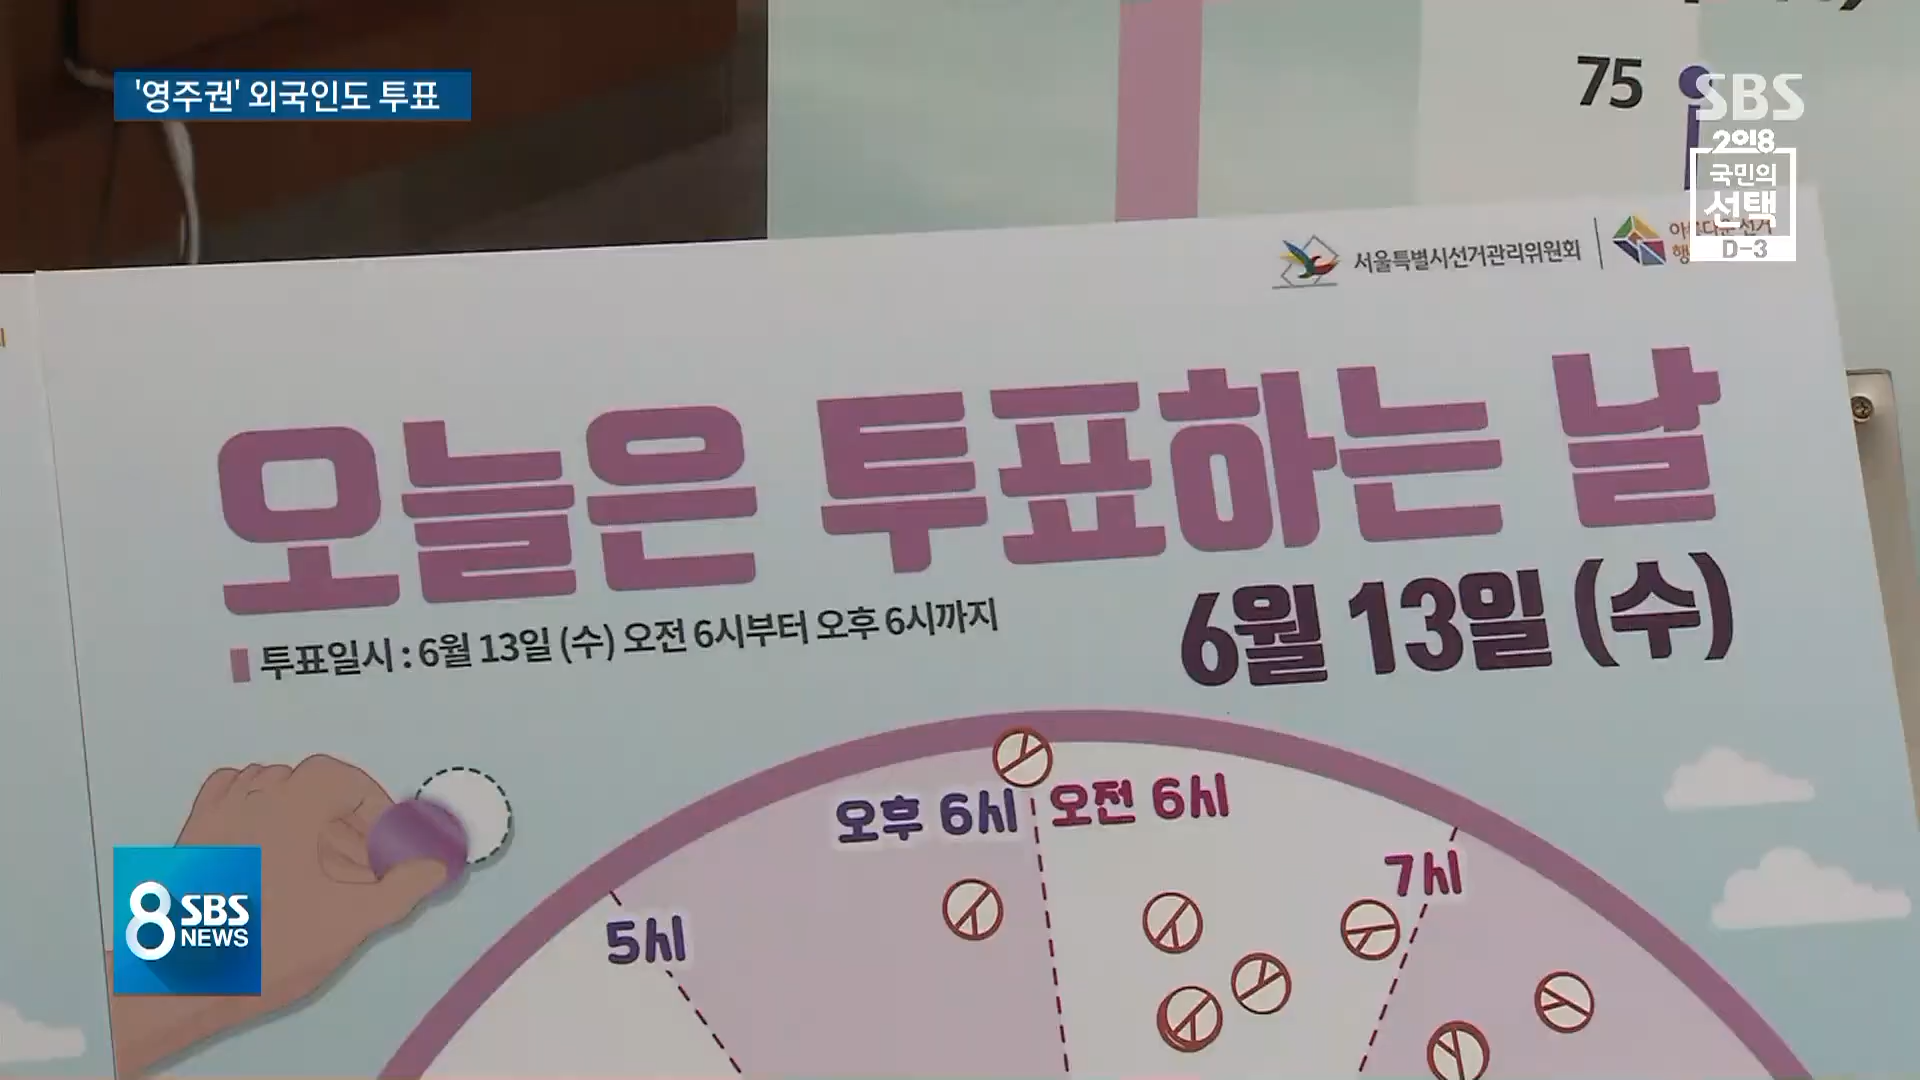 '영주권' 외국인도 투표
75
SBS
2018
국민의
선택
D-3
서울특별시선거관리위원회
오늘은 투표하는 날
6월 13일 (수)
투표일시 : 6월 13일 (수) 오전 6시부터 오후 6시까지
오후 6시
오전 6시
7시
5시
8 SBS
NEWS